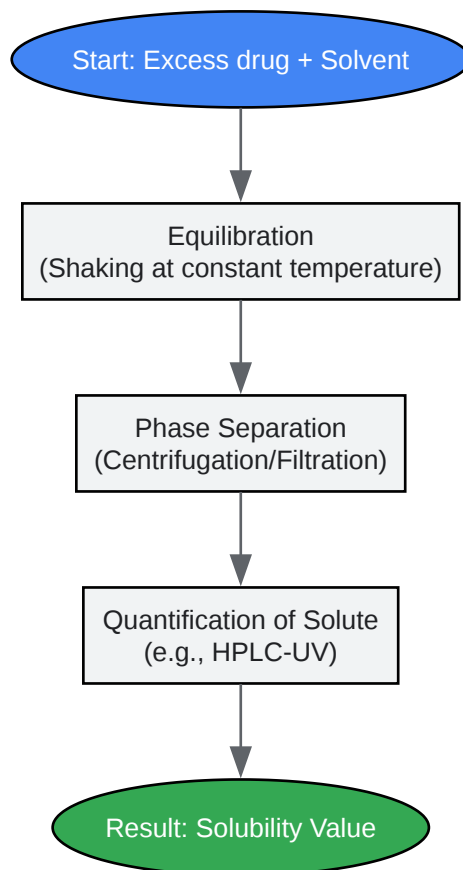 Start: Excess drug + Solvent
Equilibration
(Shaking at constant temperature)
Phase Separation
(Centrifugation/Filtration)
Quantification of Solute
(e.g., HPLC-UV)
Result: Solubility Value